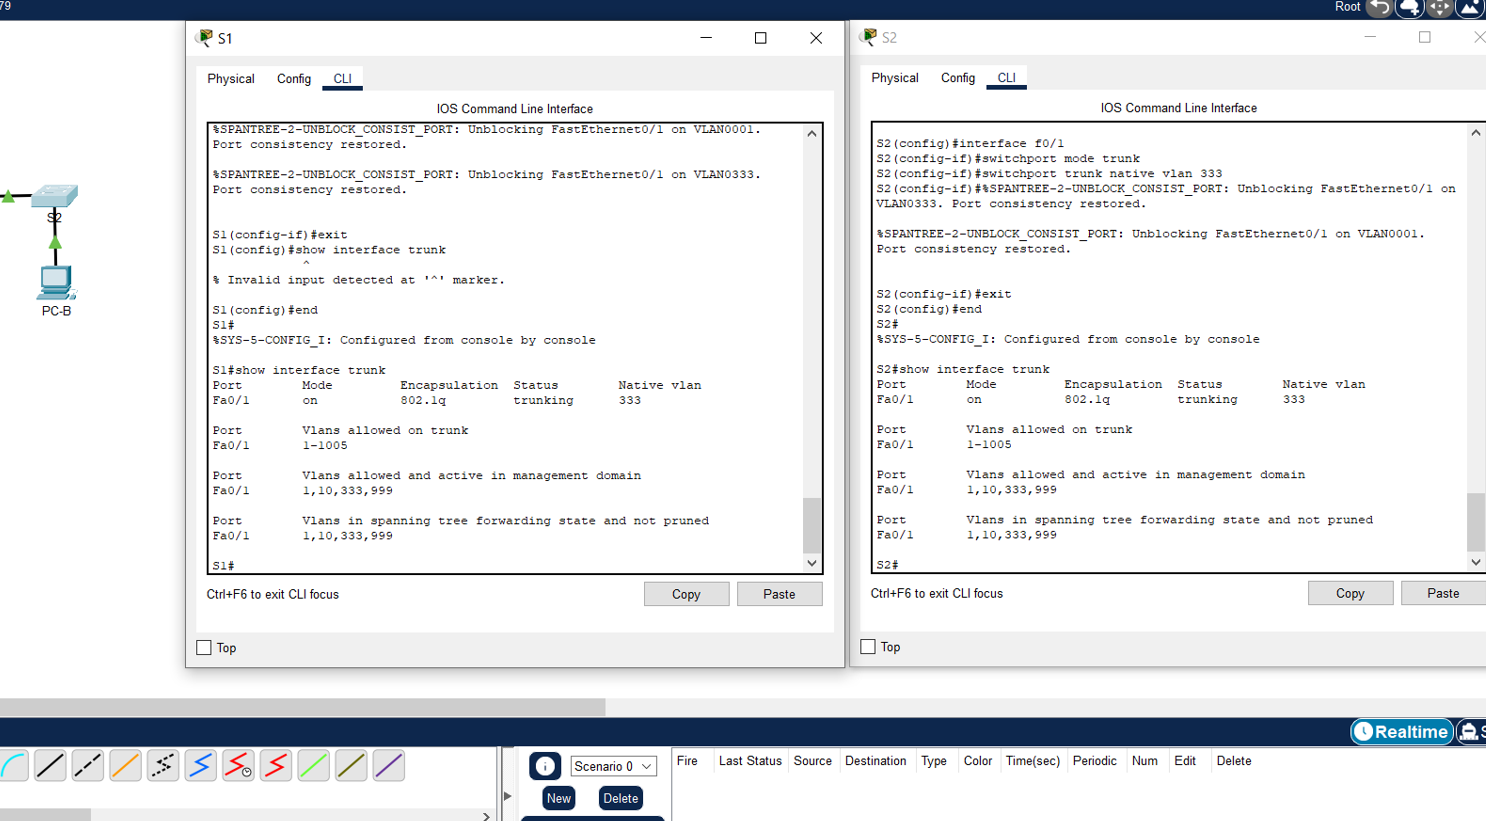 79
Root
S1
Physical Config CLI
IOS Command Line Interface
%SPANTREE-2-UNBLOCK_CONSIST_PORT: Unblocking FastEthernet0/1 on VLAN0001.
Port consistency restored.
%SPANTREE-2-UNBLOCK_CONSIST_PORT: Unblocking FastEthernet0/1 on VLAN0333.
Port consistency restored.
S1(config-if)#exit
S1(config)#show interface trunk
^
% Invalid input detected at '^' marker.
S1(config)#end
S1#
%SYS-5-CONFIG_I: Configured from console by console
S1#show interface trunk
Port Mode Encapsulation Status Native vlan
Fa0/1 on 802.1q trunking 333
Port Vlans allowed on trunk
Fa0/1 1-1005
Port Vlans allowed and active in management domain
Fa0/1 1,10,333,999
Port Vlans in spanning tree forwarding state and not pruned
Fa0/1 1,10,333,999
S1#
Ctrl+F6 to exit CLI focus
Copy Paste
Top
S2
Physical Config CLI
IOS Command Line Interface
S2(config)#interface f0/1
S2(config-if)#switchport mode trunk
S2(config-if)#switchport trunk native vlan 333
S2(config-if)#%SPANTREE-2-UNBLOCK_CONSIST_PORT: Unblocking FastEthernet0/1 on
VLAN0333. Port consistency restored.
%SPANTREE-2-UNBLOCK_CONSIST_PORT: Unblocking FastEthernet0/1 on VLAN0001.
Port consistency restored.
S2(config-if)#exit
S2(config)#end
S2#
%SYS-5-CONFIG_I: Configured from console by console
S2#show interface trunk
Port Mode Encapsulation Status Native vlan
Fa0/1 on 802.1q trunking 333
Port Vlans allowed on trunk
Fa0/1 1-1005
Port Vlans allowed and active in management domain
Fa0/1 1,10,333,999
Port Vlans in spanning tree forwarding state and not pruned
Fa0/1 1,10,333,999
S2#
Ctrl+F6 to exit CLI focus
Copy Paste
Top
S2
PC-B
Realtime S
Scenario 0
New Delete
Fire Last Status Source Destination Type Color Time(sec) Periodic Num Edit Delete